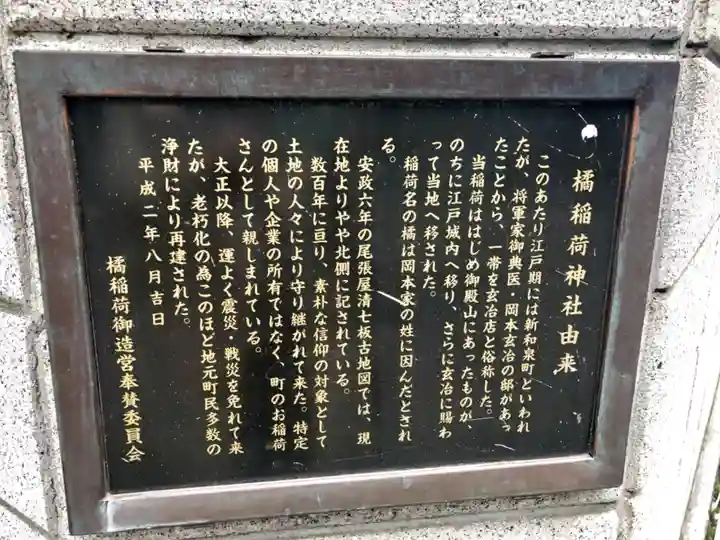 橘稲荷神社由来
このあたり江戸期には新和泉町といわれ
たが、将軍家御典医・岡本玄冶の邸があっ
たことから、一帯を玄冶店と俗称した。
当稲荷ははじめ御殿山にあったものが、
のちに江戸城内へ移り、さらに玄冶に賜わ
って当地へ移された。
稲荷名の橘は岡本家の姓に因んだとされ
る。
安政六年の尾張屋清七板古地図では、現
在地よりやや北側に記されている。
数百年に亘り、素朴な信仰の対象として
土地の人々により守り継がれて来た。特定
の個人や企業の所有ではなく、町のお稲荷
さんとして親しまれている。
大正以降、運よく震災・戦災を免れて来
たが、老朽化の為このほど地元町民多数の
浄財により再建された。
平成二年八月吉日
橘稲荷御造営奉賛委員会